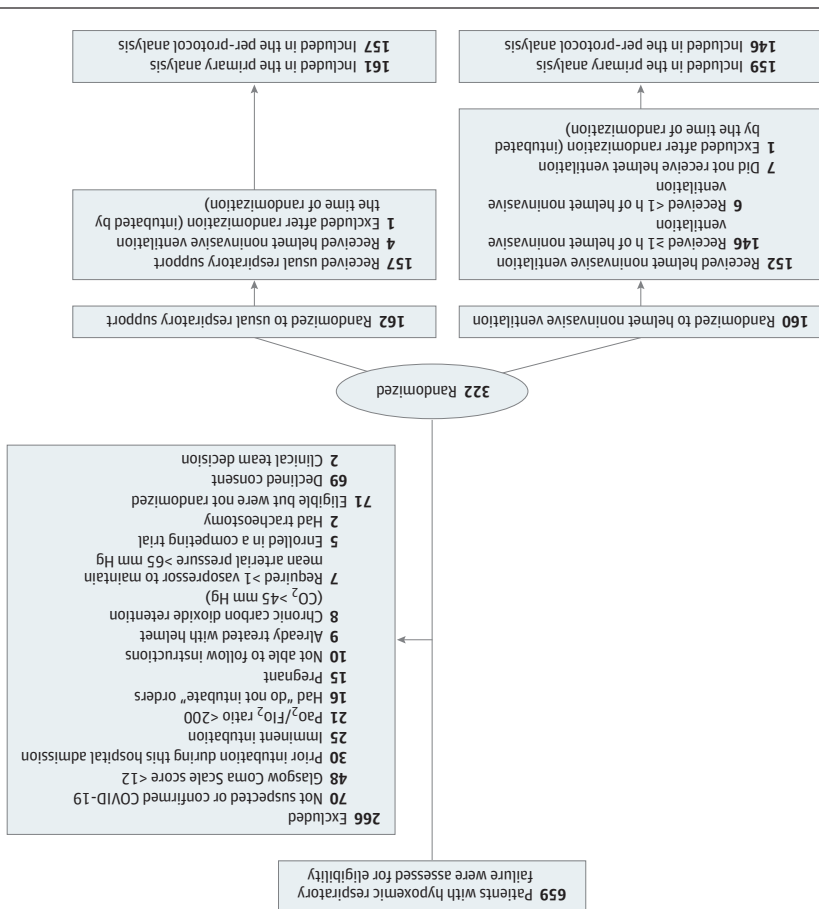 659 Patients with hypoxemic respiratory
failure were assessed for eligibility
266 Excluded
70 Not suspected or confirmed COVID-19
48 Glasgow Coma Scale score <12
30 Prior intubation during this hospital admission
25 Imminent intubation
21 Pao2/FIO2 ratio >200
16 Had "do not intubate" orders
15 Pregnant
10 Not able to follow instructions
9 Already treated with helmet
8 Chronic carbon dioxide retention
(CO2 >45 mm Hg)
7 Required >1 vasopressor to maintain
mean arterial pressure >65 mm Hg
5 Enrolled in a competing trial
2 Had tracheostomy
71 Eligible but were not randomized
69 Declined consent
2 Clinical team decision
322 Randomized
160 Randomized to helmet noninvasive ventilation
152 Received helmet noninvasive ventilation
146 Received ≥1 h of helmet noninvasive
ventilation
6 Received <1 h of helmet noninvasive
ventilation
7 Did not receive helmet ventilation
1 Excluded after randomization (intubated
by the time of randomization)
159 Included in the primary analysis
146 Included in the per-protocol analysis
162 Randomized to usual respiratory support
157 Received usual respiratory support
4 Received helmet noninvasive ventilation
1 Excluded after randomization (intubated by
the time of randomization)
161 Included in the primary analysis
157 Included in the per-protocol analysis